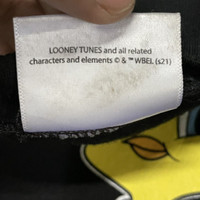 LOONEY TUNES and all related
characters and elements © & ™ WBEI. (s21)